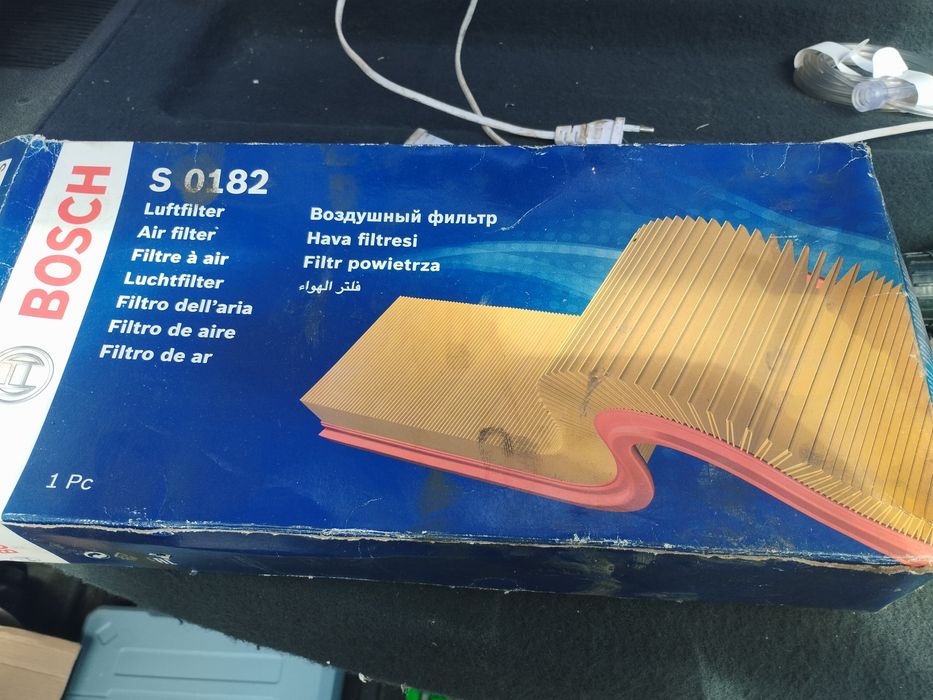 BOSCH
S 0182
Luftfilter
Air filter
Filtre à air
Luchtfilter
Filtro dell'aria
Filtro de aire
Filtro de ar
Воздушный фильтр
Hava filtresi
Filtr powietrza
فلتر الهواء
1 Pc